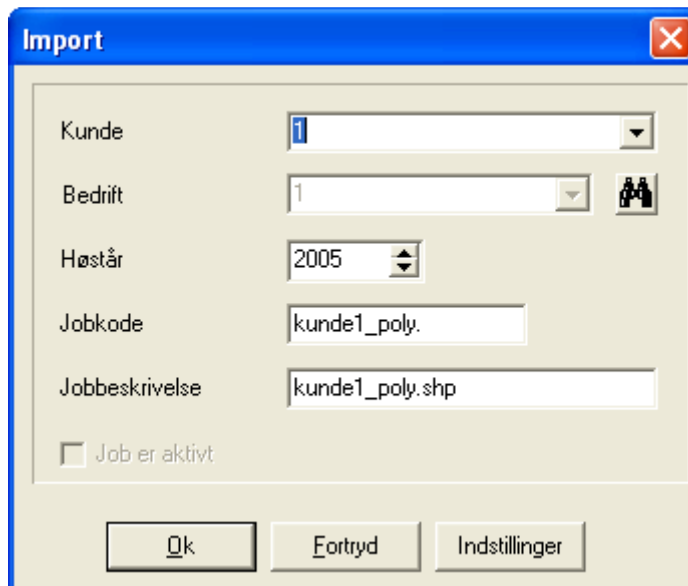 Import
Kunde 1
Bedrift 1
Høstår 2005
Jobkode kunde1_poly.
Jobbeskrivelse kunde1_poly.shp
Job er aktivt
Ok Fortryd Indstillinger